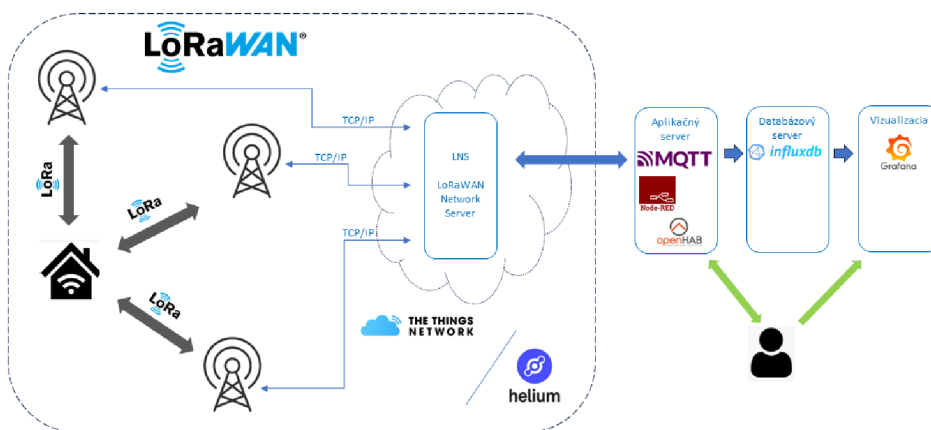 LoRaWAN®
TCP/IP
TCP/IP
TCP/IP
LoRa
LoRa
LoRa
LNS
LoRaWAN
Network
Server
THE THINGS
NETWORK
helium
Aplikačný
server
MQTT
Node-RED
openHAB
Databázový
server
influxdb
Vizualizacia
Grafana